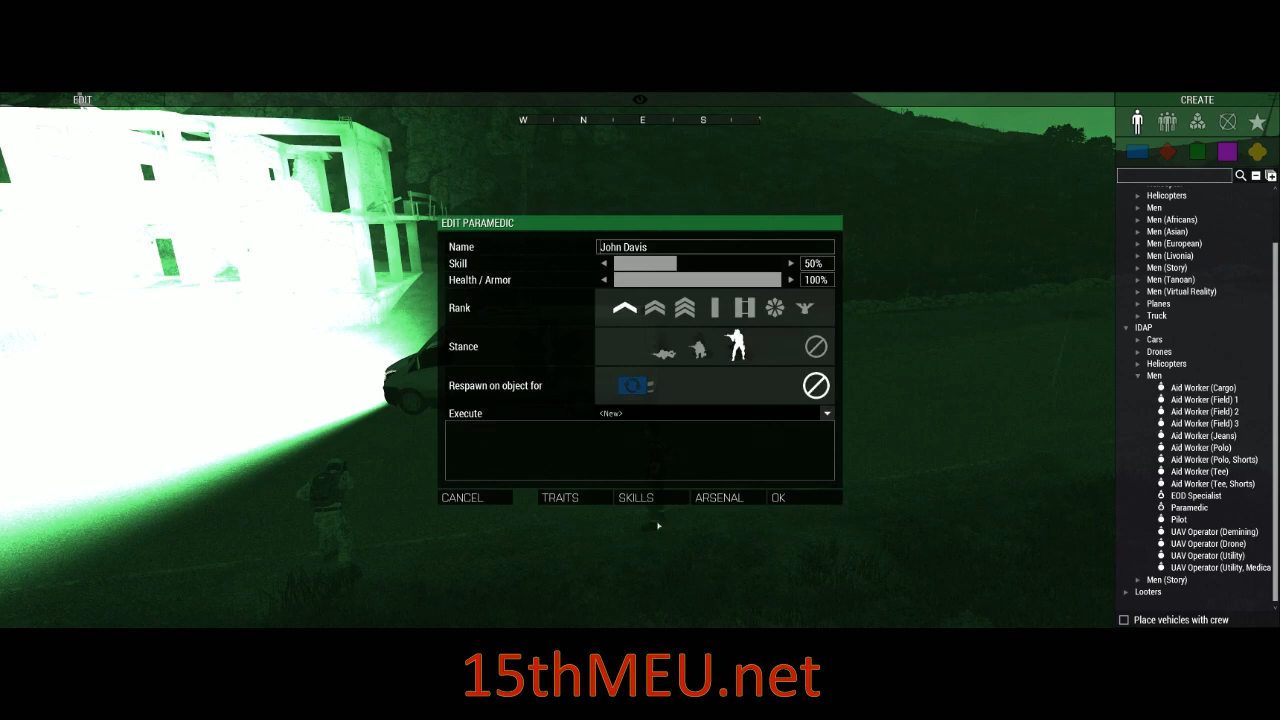 EDIT
CREATE
W N E S
EDIT PARAMEDIC
Name John Davis
Skill 50%
Health / Armor 100%
Rank
Stance
Respawn on object for
Execute <New>
CANCEL TRAITS SKILLS ARSENAL OK
Helicopters
Men
Men (Africans)
Men (Asian)
Men (European)
Men (Livonia)
Men (Story)
Men (Tanoan)
Men (Virtual Reality)
Planes
Truck
IDAP
Cars
Drones
Helicopters
Men
Aid Worker (Cargo)
Aid Worker (Field) 1
Aid Worker (Field) 2
Aid Worker (Field) 3
Aid Worker (Jeans)
Aid Worker (Polo)
Aid Worker (Polo, Shorts)
Aid Worker (Tee)
Aid Worker (Tee, Shorts)
EOD Specialist
Paramedic
Pilot
UAV Operator (Demining)
UAV Operator (Drone)
UAV Operator (Utility)
UAV Operator (Utility, Medica
Men (Story)
Looters
Place vehicles with crew
15thMEU.net